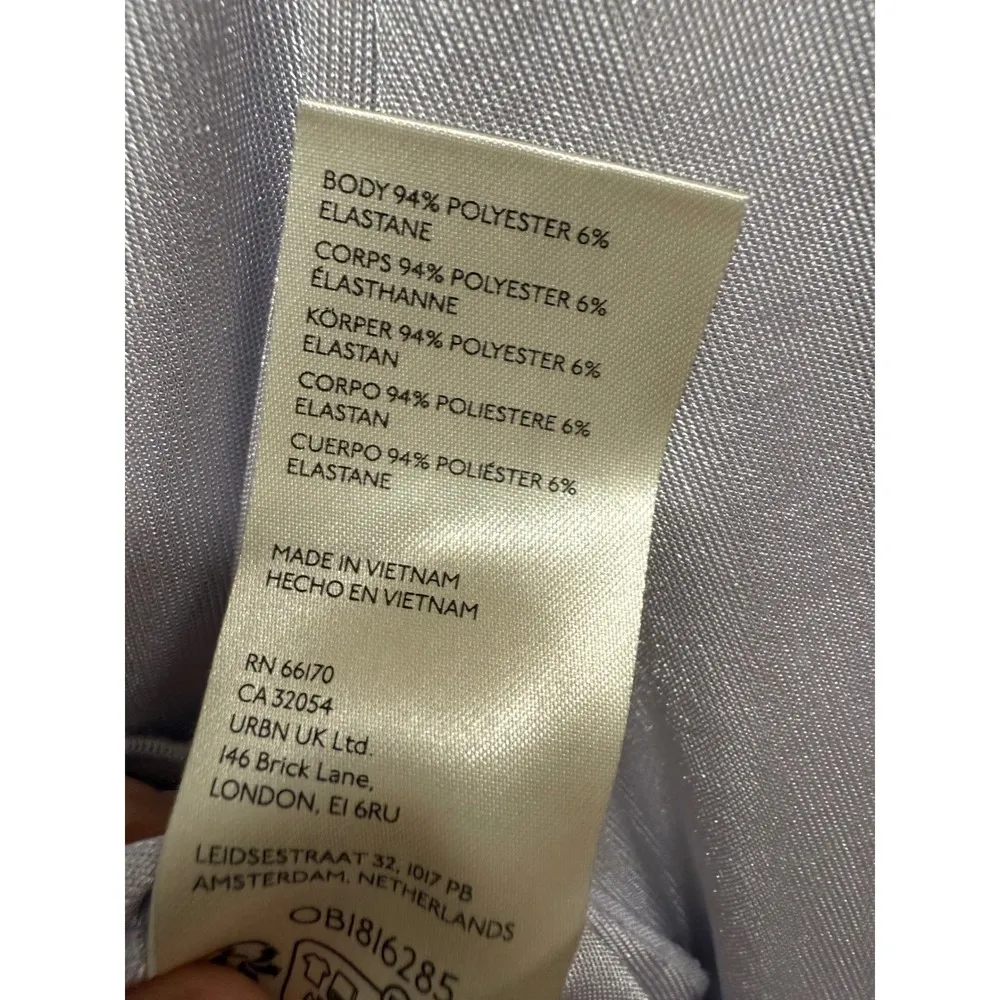 BODY 94% POLYESTER 6%
ELASTANE
CORPS 94% POLYESTER 6%
ÉLASTHANNE
KÖRPER 94% POLYESTER 6%
ELASTAN
CORPO 94% POLIESTERE 6%
ELASTAN
CUERPO 94% POLIÉSTER 6%
ELASTANE
MADE IN VIETNAM
HECHO EN VIETNAM
RN 66170
CA 32054
URBN UK Ltd.
146 Brick Lane,
LONDON, E1 6RU
LEIDSESTRAAT 32, 1017 PB
AMSTERDAM. NETHERLANDS
OB1816285